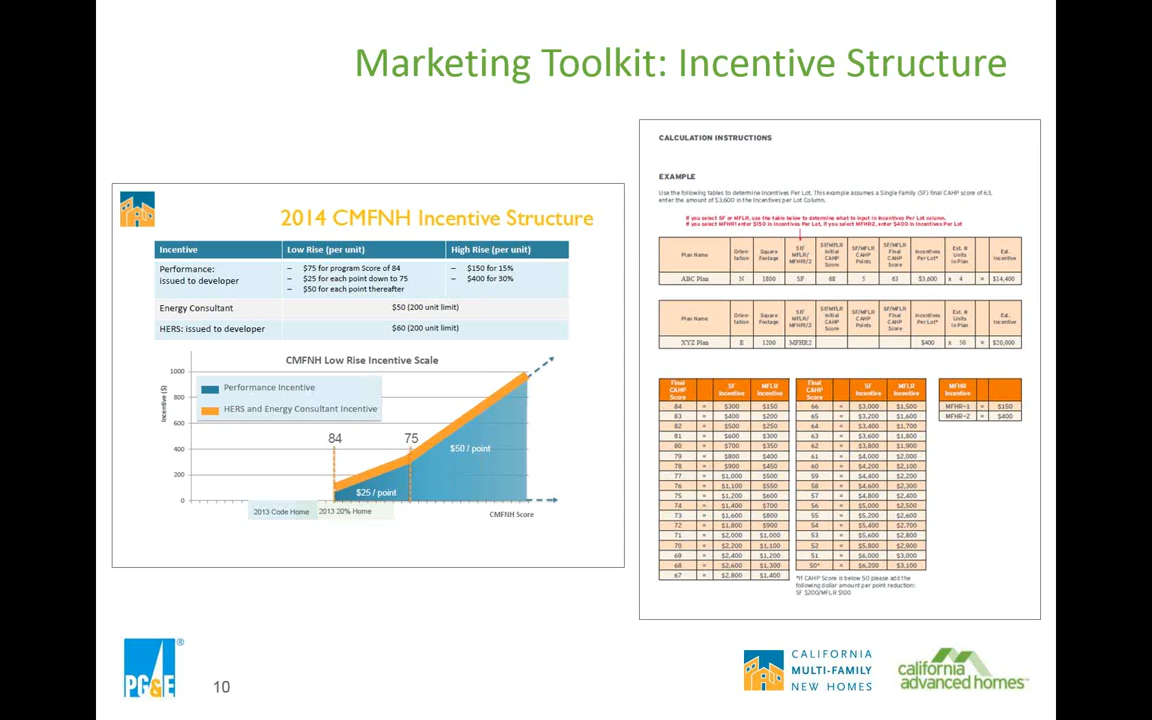 Marketing Toolkit: Incentive Structure
2014 CMFNH Incentive Structure
Incentive Low Rise (per unit) High Rise (per unit)
Performance: issued to developer
– $75 for program Score of 84
– $25 for each point down to 75
– $50 for each point thereafter
– $150 for 15%
– $400 for 30%
Energy Consultant $50 (200 unit limit)
HERS: issued to developer $60 (200 unit limit)
CMFNH Low Rise Incentive Scale
Incentive ($)
1000
800
600
400
200
0
Performance Incentive
HERS and Energy Consultant Incentive
84
75
$50 / point
$25 / point
2013 Code Home
2013 20% Home
CMFNH Score
CALCULATION INSTRUCTIONS
EXAMPLE
Use the following tables to determine Incentives Per Lot. This example assumes a Single Family (SF) final CAHP score of 63,
enter the amount of $3,600 in the Incentives per Lot Column.
If you select SF or MFLR, use the table below to determine what to input in Incentives Per Lot column.
If you select MFHR1 enter $150 in Incentives Per Lot, if you select MFHR2, enter $400 in Incentives Per Lot
Plan Name Orien-tation Square Footage SF/ MFLR/ MFHR1/2 SF/MFLR Initial CAHP Score SF/MFLR CAHP Points SF/MFLR Final CAHP Score Incentives Per Lot* Est. # Units In Plan Est. Incentive
ABC Plan N 1800 SF 68 5 63 $3,600 x 4 = $14,400
Plan Name Orien-tation Square Footage SF/ MFLR/ MFHR1/2 SF/MFLR Initial CAHP Score SF/MFLR CAHP Points SF/MFLR Final CAHP Score Incentives Per Lot* Est. # Units In Plan Est. Incentive
XYZ Plan E 1200 MFHR2 $400 x 50 = $20,000
Final CAHP Score SF Incentive MFLR Incentive
84 = $300 $150
83 = $400 $200
82 = $500 $250
81 = $600 $300
80 = $700 $350
79 = $800 $400
78 = $900 $450
77 = $1,000 $500
76 = $1,100 $550
75 = $1,200 $600
74 = $1,400 $700
73 = $1,600 $800
72 = $1,800 $900
71 = $2,000 $1,000
70 = $2,200 $1,100
69 = $2,400 $1,200
68 = $2,600 $1,300
67 = $2,800 $1,400
Final CAHP Score SF Incentive MFLR Incentive
66 = $3,000 $1,500
65 = $3,200 $1,600
64 = $3,400 $1,700
63 = $3,600 $1,800
62 = $3,800 $1,900
61 = $4,000 $2,000
60 = $4,200 $2,100
59 = $4,400 $2,200
58 = $4,600 $2,300
57 = $4,800 $2,400
56 = $5,000 $2,500
55 = $5,200 $2,600
54 = $5,400 $2,700
53 = $5,600 $2,800
52 = $5,800 $2,900
51 = $6,000 $3,000
50* = $6,200 $3,100
*If CAHP Score is below 50 please add the
following dollar amount per point reduction:
SF $200/MFLR $100
MFHR Incentive
MFHR-1 = $150
MFHR-2 = $400
PG&E ®
10
CALIFORNIA
MULTI-FAMILY
NEW HOMES
california
advanced homes™